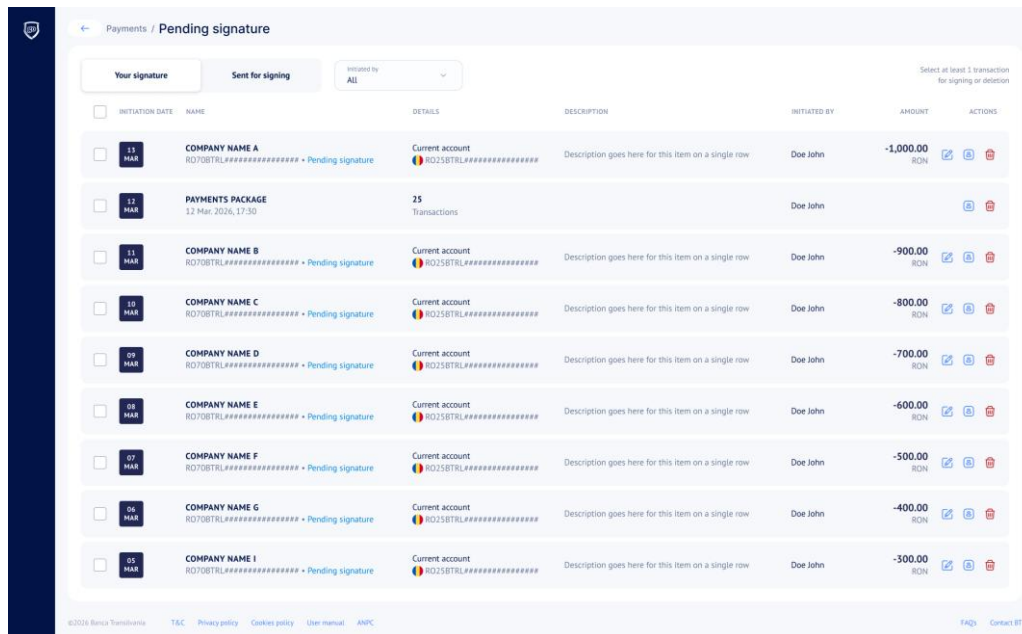 Payments / Pending signature
Your signature
Sent for signing
Initiated by
All
Select at least 1 transaction
for signing or deletion
INITIATION DATE NAME DETAILS DESCRIPTION INITIATED BY AMOUNT ACTIONS
13 COMPANY NAME A Current account Description goes here for this item on a single row Doe John -1,000.00
MAR RO70BTRL################ • Pending signature RO25BTRL################ RON
12 PAYMENTS PACKAGE 25 Doe John
MAR 12 Mar. 2026, 17:30 Transactions
11 COMPANY NAME B Current account Description goes here for this item on a single row Doe John -900.00
MAR RO70BTRL################ • Pending signature RO25BTRL################ RON
10 COMPANY NAME C Current account Description goes here for this item on a single row Doe John -800.00
MAR RO70BTRL################ • Pending signature RO25BTRL################ RON
09 COMPANY NAME D Current account Description goes here for this item on a single row Doe John -700.00
MAR RO70BTRL################ • Pending signature RO25BTRL################ RON
08 COMPANY NAME E Current account Description goes here for this item on a single row Doe John -600.00
MAR RO70BTRL################ • Pending signature RO25BTRL################ RON
07 COMPANY NAME F Current account Description goes here for this item on a single row Doe John -500.00
MAR RO70BTRL################ • Pending signature RO25BTRL################ RON
06 COMPANY NAME G Current account Description goes here for this item on a single row Doe John -400.00
MAR RO70BTRL################ • Pending signature RO25BTRL################ RON
05 COMPANY NAME I Current account Description goes here for this item on a single row Doe John -300.00
MAR RO70BTRL################ • Pending signature RO25BTRL################ RON
©2026 Banca Transilvania T&C Privacy policy Cookies policy User manual ANPC FAQs Contact BT